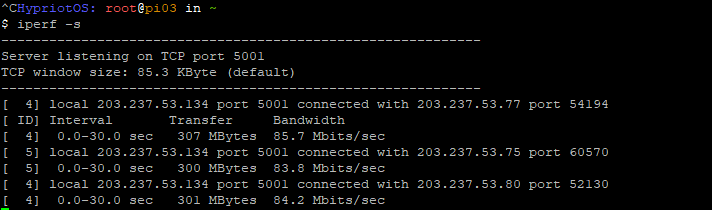 ^CHypriotOS: root@pi03 in ~
$ iperf -s
------------------------------------------------------------
Server listening on TCP port 5001
TCP window size: 85.3 KByte (default)
------------------------------------------------------------
[  4] local 203.237.53.134 port 5001 connected with 203.237.53.77 port 54194
[ ID] Interval       Transfer     Bandwidth
[  4]  0.0-30.0 sec   307 MBytes  85.7 Mbits/sec
[  5] local 203.237.53.134 port 5001 connected with 203.237.53.75 port 60570
[  5]  0.0-30.0 sec   300 MBytes  83.8 Mbits/sec
[  4] local 203.237.53.134 port 5001 connected with 203.237.53.80 port 52130
[  4]  0.0-30.0 sec   301 MBytes  84.2 Mbits/sec